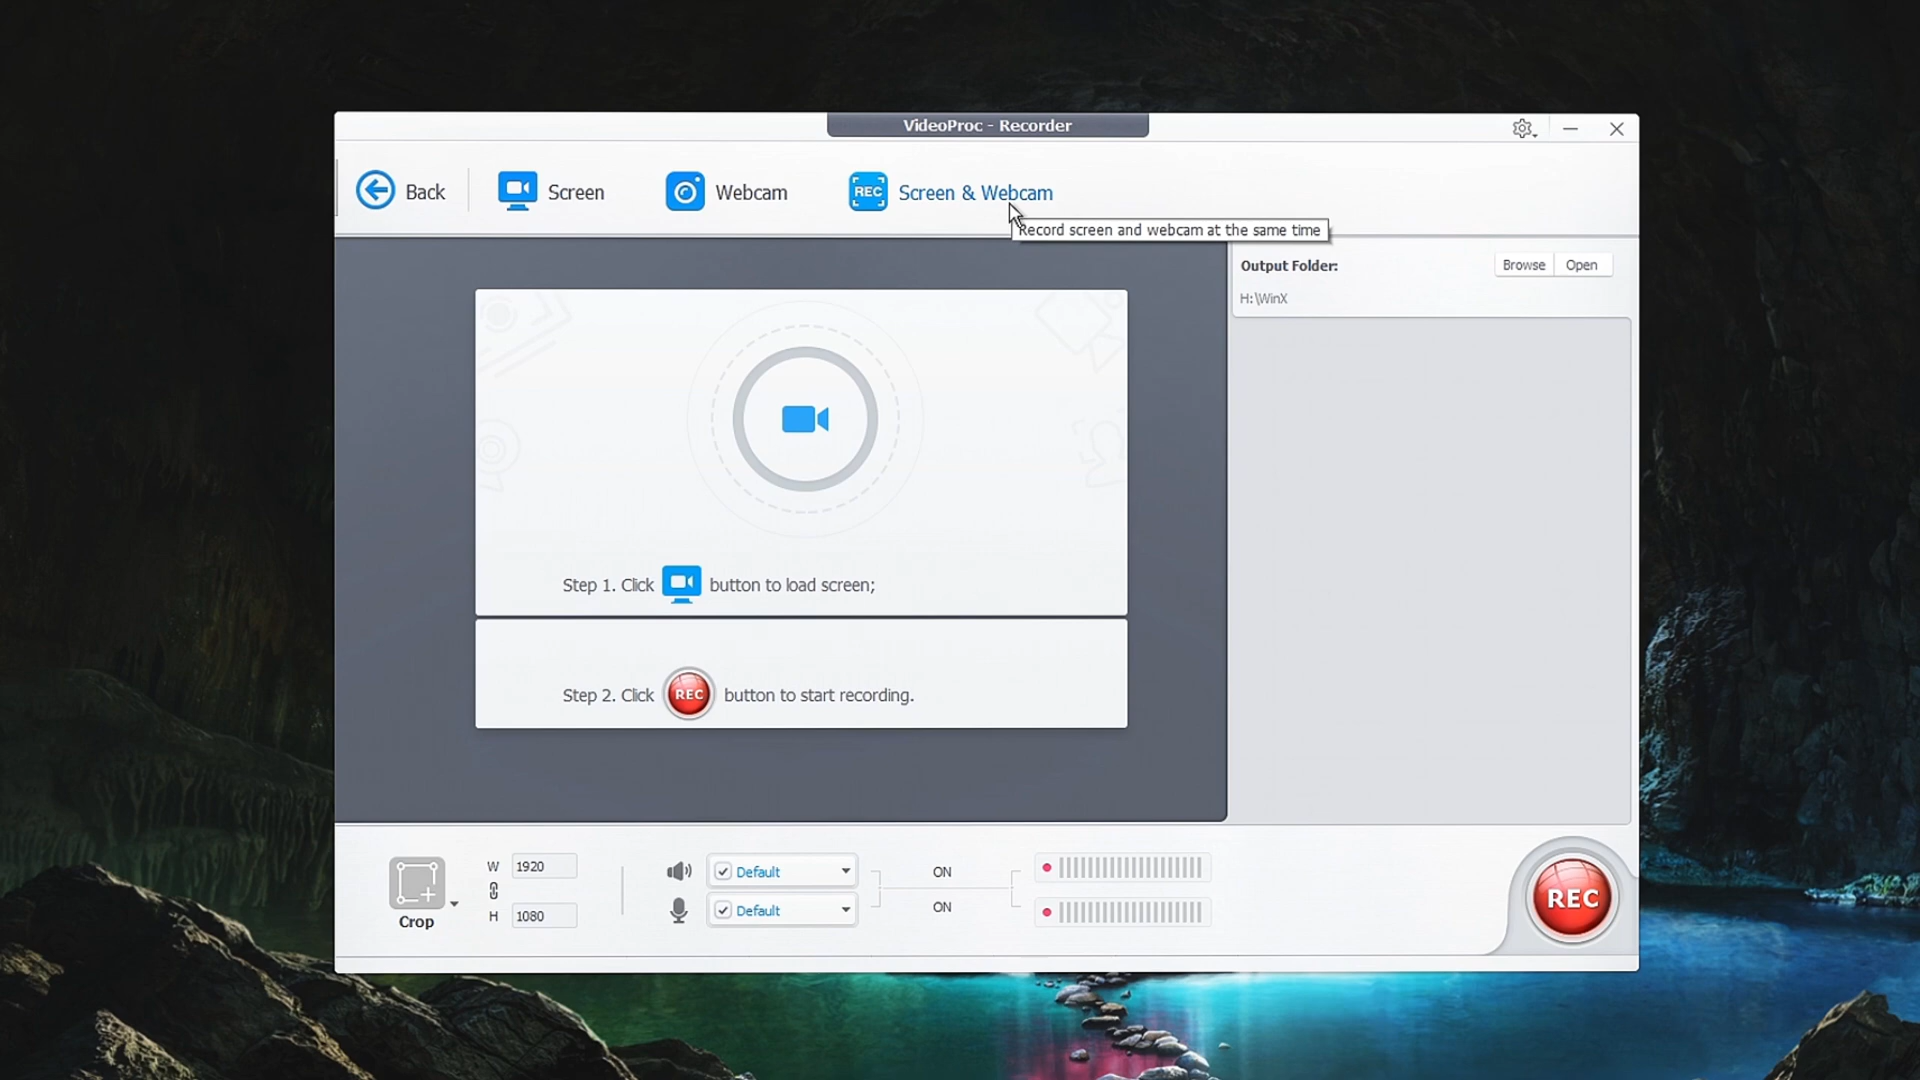 VideoProc - Recorder
Back
Screen
Webcam
REC
Screen & Webcam
Record screen and webcam at the same time
Output Folder:
Browse
Open
H:\WinX
Step 1. Click button to load screen;
Step 2. Click REC button to start recording.
Crop
W 1920
H 1080
Default
Default
ON
ON
REC